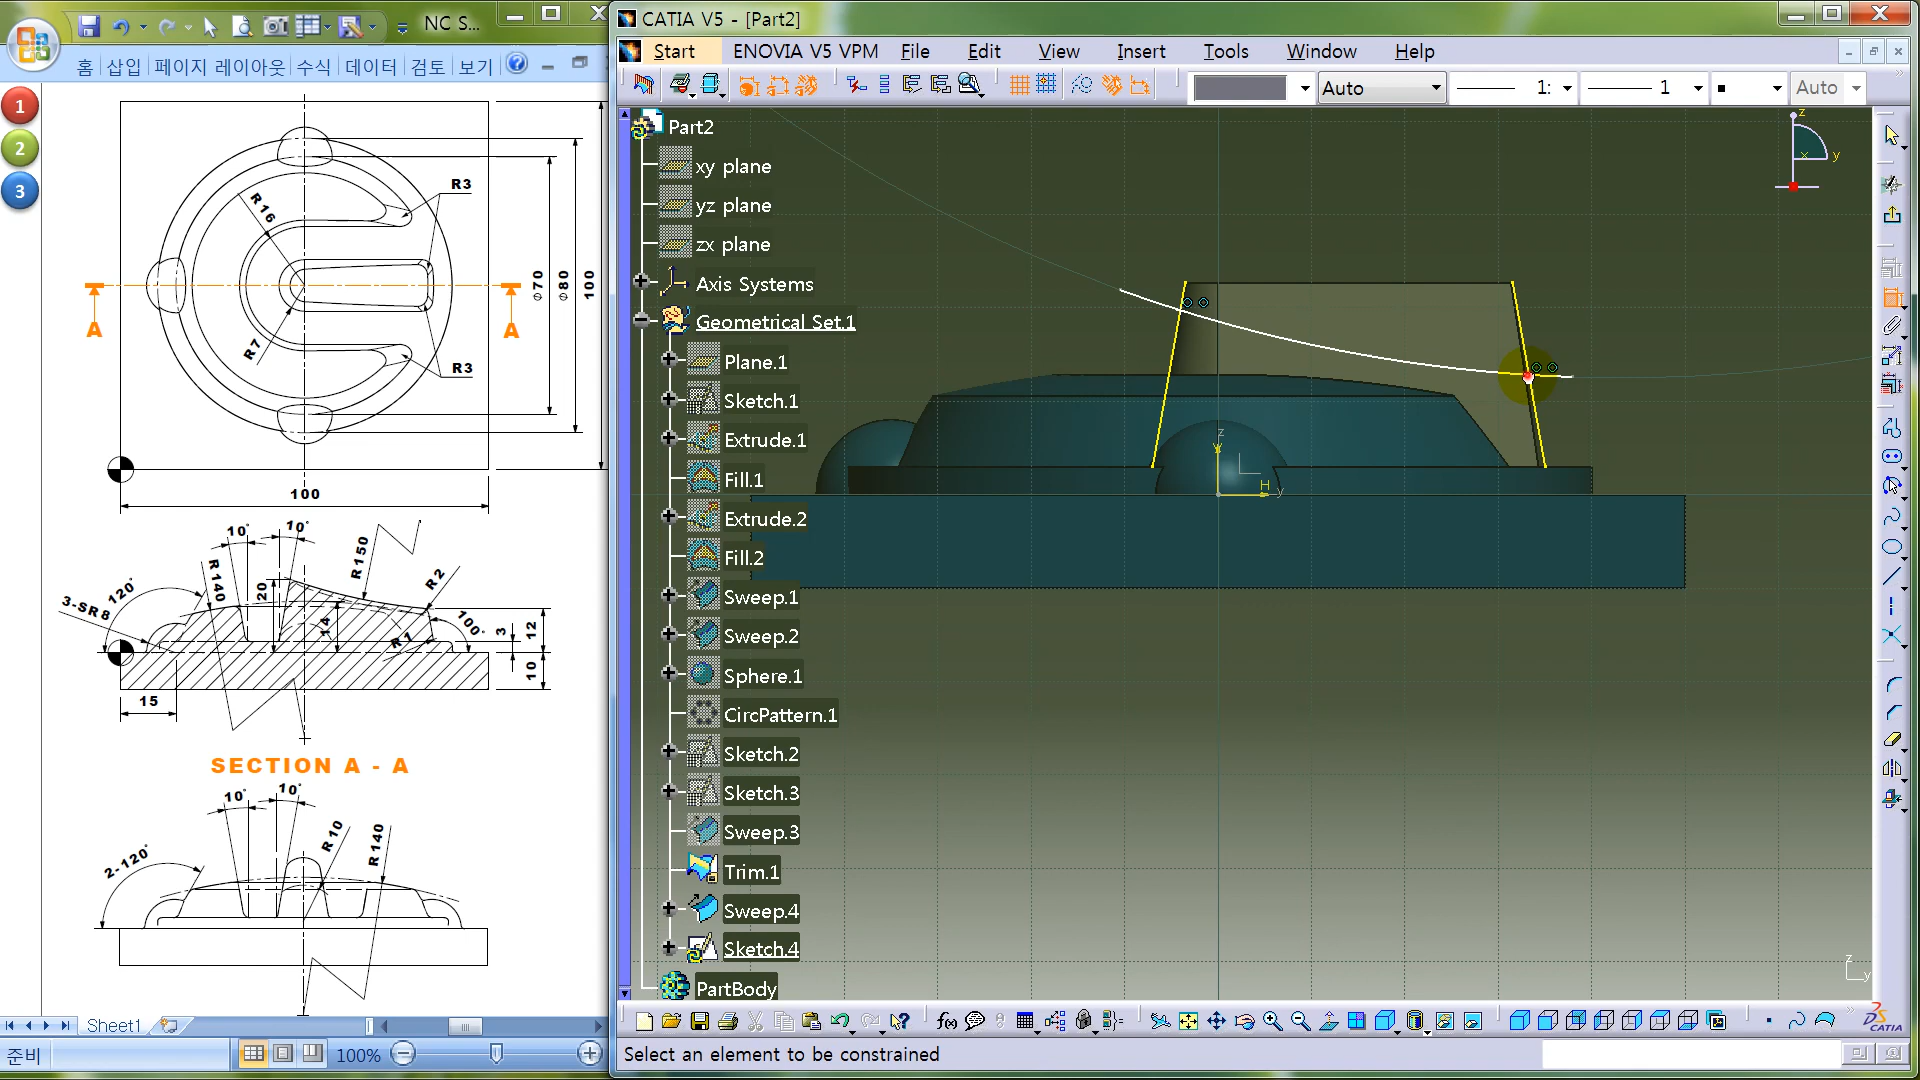 NC S...
홈 삽입 페이지 레이아웃 수식 데이터 검토 보기
1
2
3
R3
R16
R7
R3
A
A
Ø70
Ø80
100
100
10°
10°
R140
20
R150
R2
120°
3-SR8
14
R1
100°
3
12
10
15
SECTION A - A
10°
10°
R10
R140
2-120°
Sheet1
준비
100%
CATIA V5 - [Part2]
Start
ENOVIA V5 VPM
File
Edit
View
Insert
Tools
Window
Help
Auto
1:
1
Auto
Part2
xy plane
yz plane
zx plane
Axis Systems
Geometrical Set.1
Plane.1
Sketch.1
Extrude.1
Fill.1
Extrude.2
Fill.2
Sweep.1
Sweep.2
Sphere.1
CircPattern.1
Sketch.2
Sketch.3
Sweep.3
Trim.1
Sweep.4
Sketch.4
PartBody
z
y
x
z
V
H
y
z
y
f(x)
CATIA
Select an element to be constrained